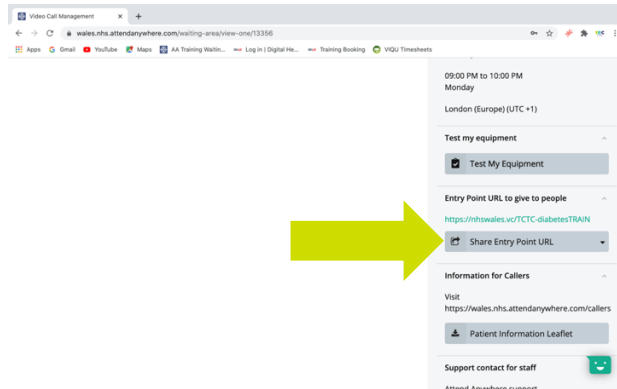 Video Call Management
wales.nhs.attendanywhere.com/waiting-area/view-one/13356
Apps Gmail YouTube Maps AA Training Waitin... Log in | Digital He... Training Booking VIQU Timesheets
09:00 PM to 10:00 PM
Monday
London (Europe) (UTC +1)
Test my equipment
Test My Equipment
Entry Point URL to give to people
https://nhswales.vc/TCTC-diabetesTRAIN
Share Entry Point URL
Information for Callers
Visit
https://wales.nhs.attendanywhere.com/callers
Patient Information Leaflet
Support contact for staff
Attend Anywhere support